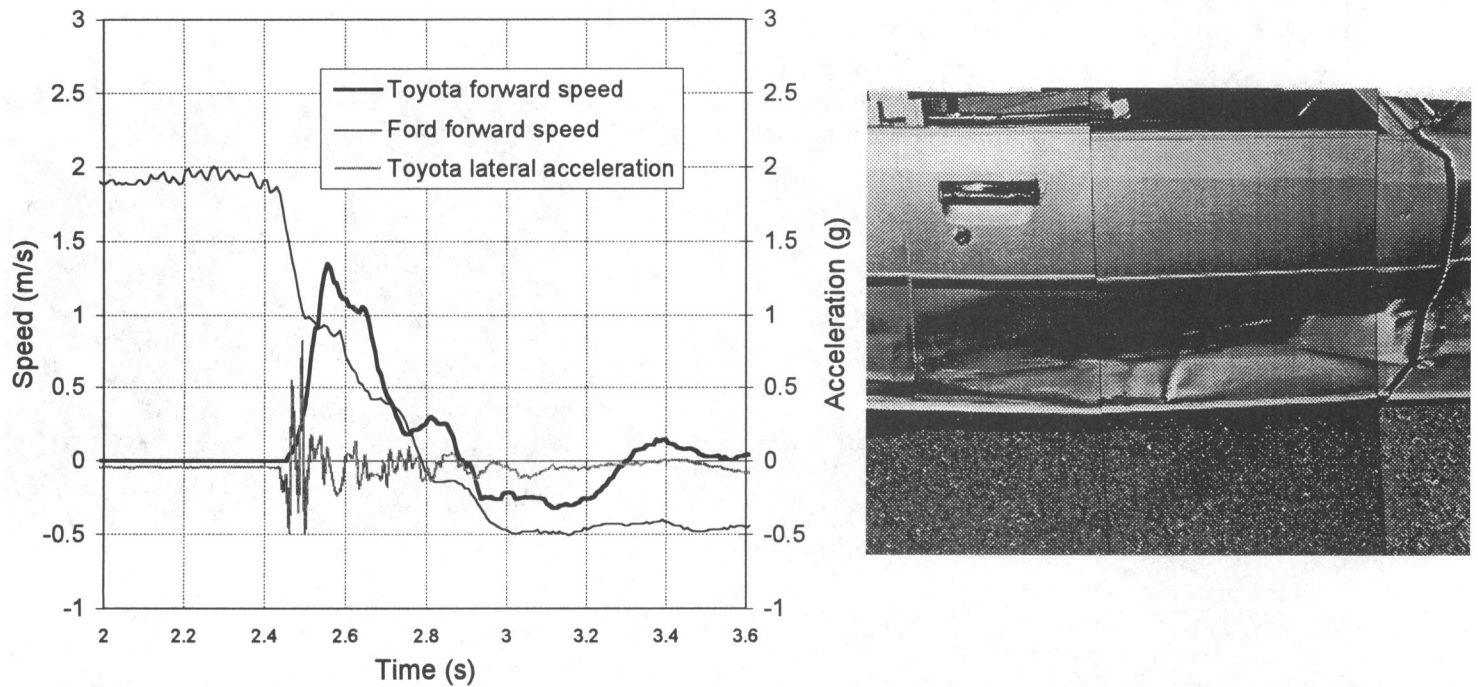 3
2.5
2
1.5
1
0.5
0
-0.5
-1
Speed (m/s)
Toyota forward speed
Ford forward speed
Toyota lateral acceleration
3
2.5
2
1.5
1
0.5
0
-0.5
-1
Acceleration (g)
2 2.2 2.4 2.6 2.8 3 3.2 3.4 3.6
Time (s)